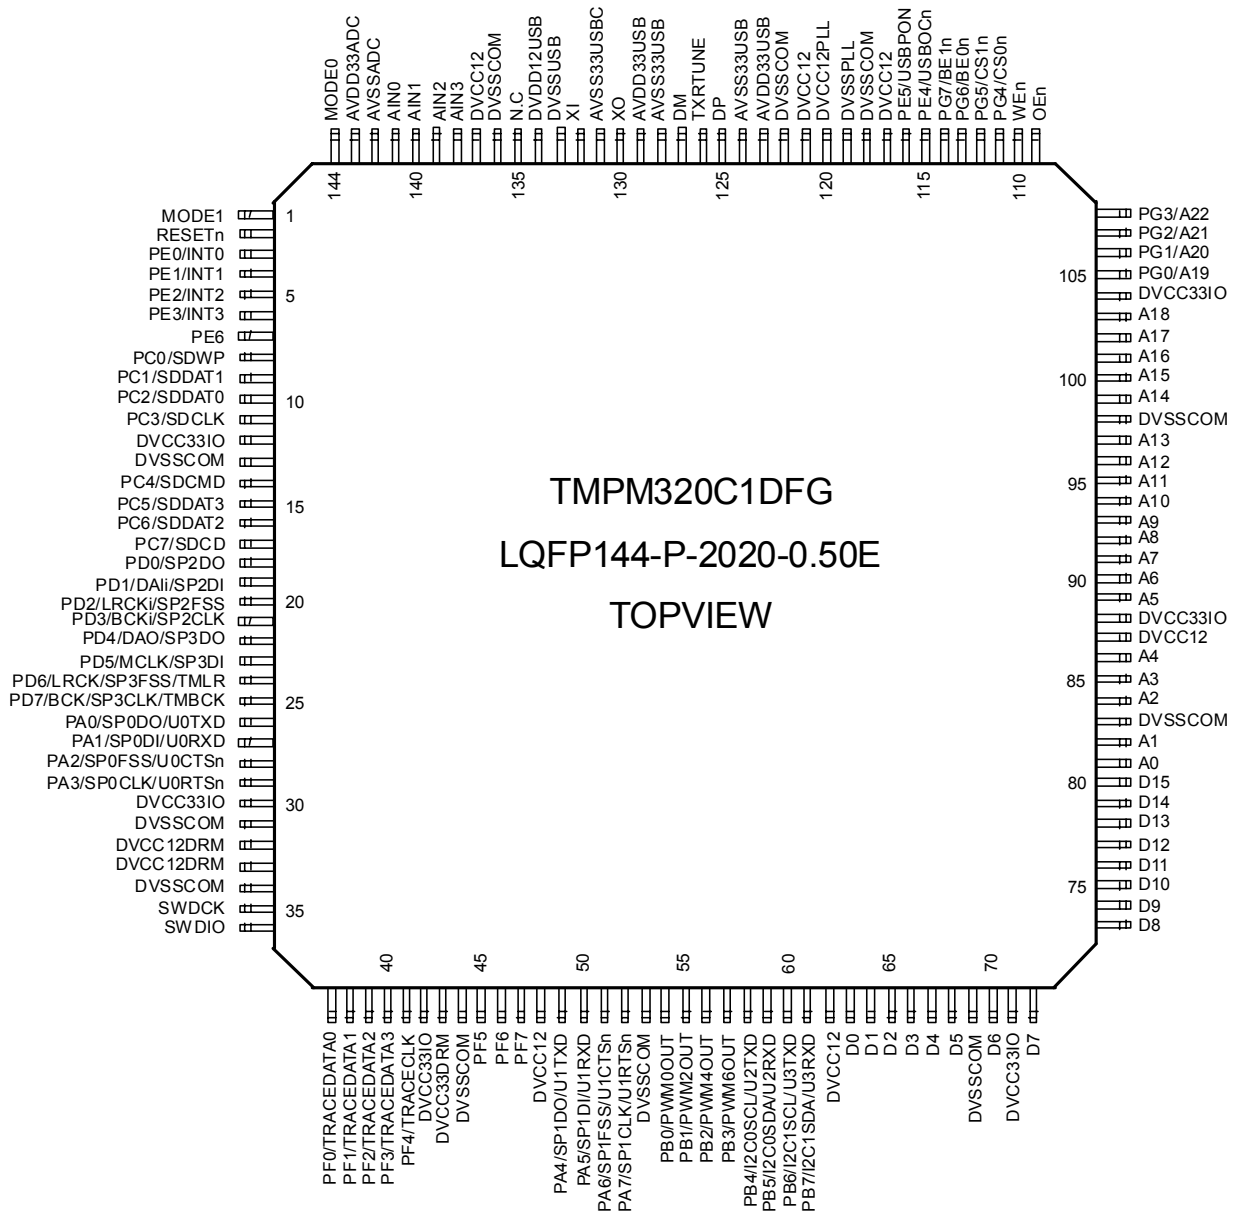 MODE0
AVDD33ADC
AVSSADC
AIN0
AIN1
AIN2
AIN3
DVCC12
DVSSCOM
N.C
DVDD12USB
DVSSUSB
XI
AVSS33USBC
XO
AVDD33USB
AVSS33USB
DM
TXRTUNE
DP
AVSS33USB
AVDD33USB
DVSSCOM
DVCC12
DVCC12PLL
DVSSPLL
DVSSCOM
DVCC12
PE5/USBPON
PE4/USBOCn
PG7/BE1n
PG6/BE0n
PG5/CS1n
PG4/CS0n
WEn
OEn
144
140
135
130
125
120
115
110
MODE1
RESETn
PE0/INT0
PE1/INT1
PE2/INT2
PE3/INT3
PE6
PC0/SDWP
PC1/SDDAT1
PC2/SDDAT0
PC3/SDCLK
DVCC33IO
DVSSCOM
PC4/SDCMD
PC5/SDDAT3
PC6/SDDAT2
PC7/SDCD
PD0/SP2DO
PD1/DAIi/SP2DI
PD2/LRCKi/SP2FSS
PD3/BCKi/SP2CLK
PD4/DAO/SP3DO
PD5/MCLK/SP3DI
PD6/LRCK/SP3FSS/TMLR
PD7/BCK/SP3CLK/TMBCK
PA0/SP0DO/U0TXD
PA1/SP0DI/U0RXD
PA2/SP0FSS/U0CTSn
PA3/SP0CLK/U0RTSn
DVCC33IO
DVSSCOM
DVCC12DRM
DVCC12DRM
DVSSCOM
SWDCK
SWDIO
1
5
10
15
20
25
30
35
TMPM320C1DFG
LQFP144-P-2020-0.50E
TOPVIEW
105
100
95
90
85
80
75
PG3/A22
PG2/A21
PG1/A20
PG0/A19
DVCC33IO
A18
A17
A16
A15
A14
DVSSCOM
A13
A12
A11
A10
A9
A8
A7
A6
A5
DVCC33IO
DVCC12
A4
A3
A2
DVSSCOM
A1
A0
D15
D14
D13
D12
D11
D10
D9
D8
40
45
50
55
60
65
70
PF0/TRACEDATA0
PF1/TRACEDATA1
PF2/TRACEDATA2
PF3/TRACEDATA3
PF4/TRACECLK
DVCC33IO
DVCC33DRM
DVSSCOM
PF5
PF6
PF7
DVCC12
PA4/SP1DO/U1TXD
PA5/SP1DI/U1RXD
PA6/SP1FSS/U1CTSn
PA7/SP1CLK/U1RTSn
DVSSCOM
PB0/PWM0OUT
PB1/PWM2OUT
PB2/PWM4OUT
PB3/PWM6OUT
PB4/I2C0SCL/U2TXD
PB5/I2C0SDA/U2RXD
PB6/I2C1SCL/U3TXD
PB7/I2C1SDA/U3RXD
DVCC12
D0
D1
D2
D3
D4
D5
DVSSCOM
D6
DVCC33IO
D7